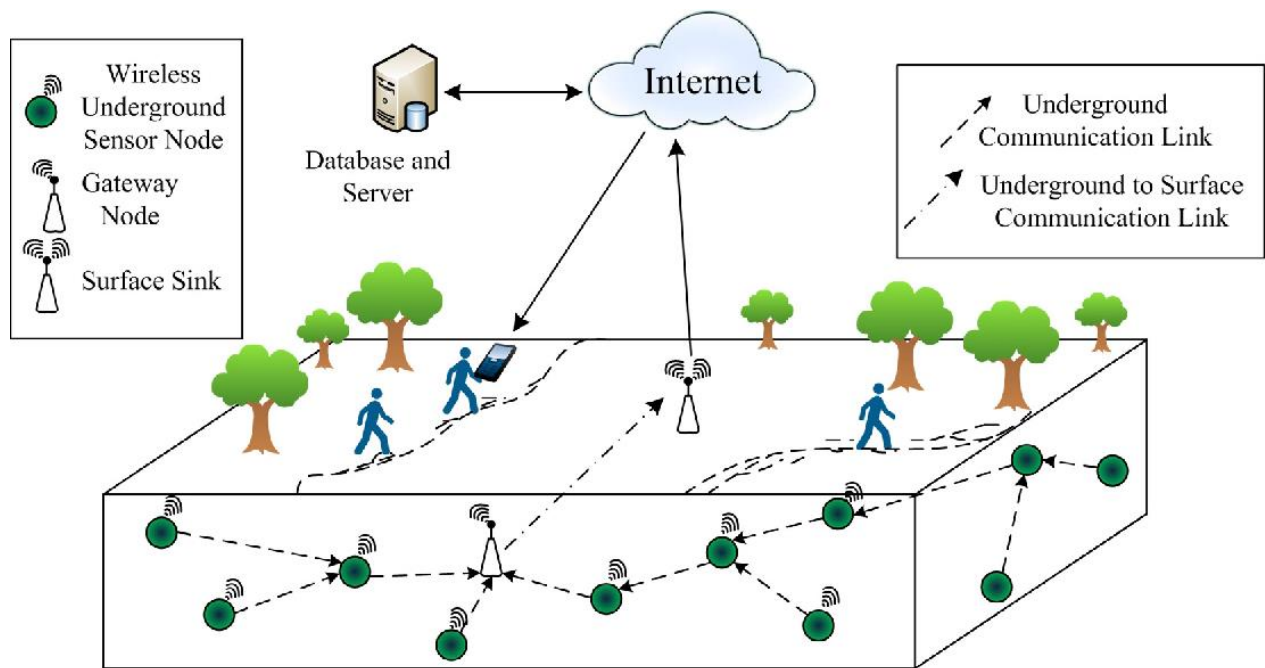 Wireless
Underground
Sensor Node
Gateway
Node
Surface Sink
Database and
Server
Internet
Underground
Communication Link
Underground to Surface
Communication Link